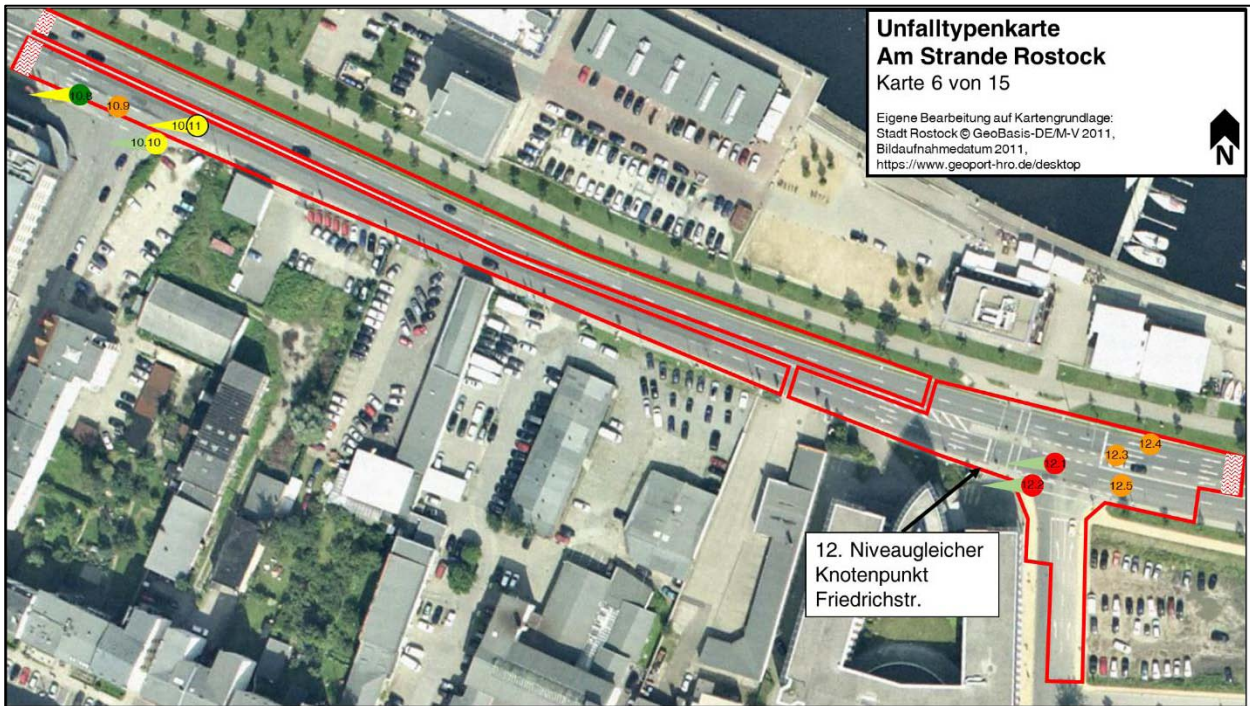 Unfalltypenkarte
Am Strande Rostock
Karte 6 von 15
Eigene Bearbeitung auf Kartengrundlage:
Stadt Rostock © GeoBasis-DE/M-V 2011,
Bildaufnahmedatum 2011,
https://www.geoport-hro.de/desktop
N
10.8
10.9
10.11
10.10
12.4
12.3
12.1
12.2
12.5
12. Niveaugleicher
Knotenpunkt
Friedrichstr.